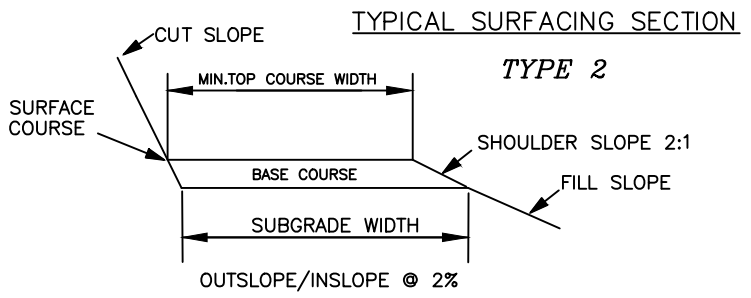 TYPICAL SURFACING SECTION
TYPE 2
CUT SLOPE
MIN.TOP COURSE WIDTH
SURFACE
COURSE
SHOULDER SLOPE 2:1
BASE COURSE
FILL SLOPE
SUBGRADE WIDTH
OUTSLOPE/INSLOPE @ 2%